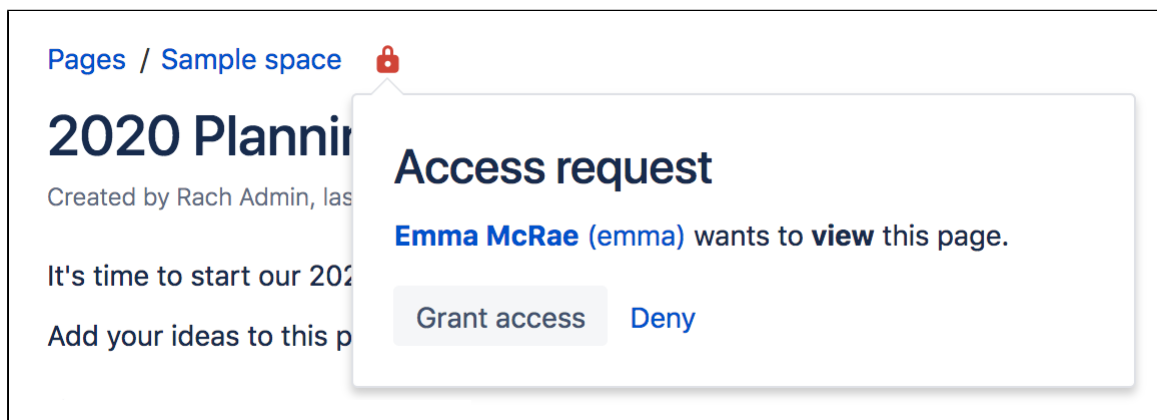 Pages / Sample space
2020 Plannin
Created by Rach Admin, las
It's time to start our 202
Add your ideas to this p
Access request
Emma McRae (emma) wants to view this page.
Grant access Deny